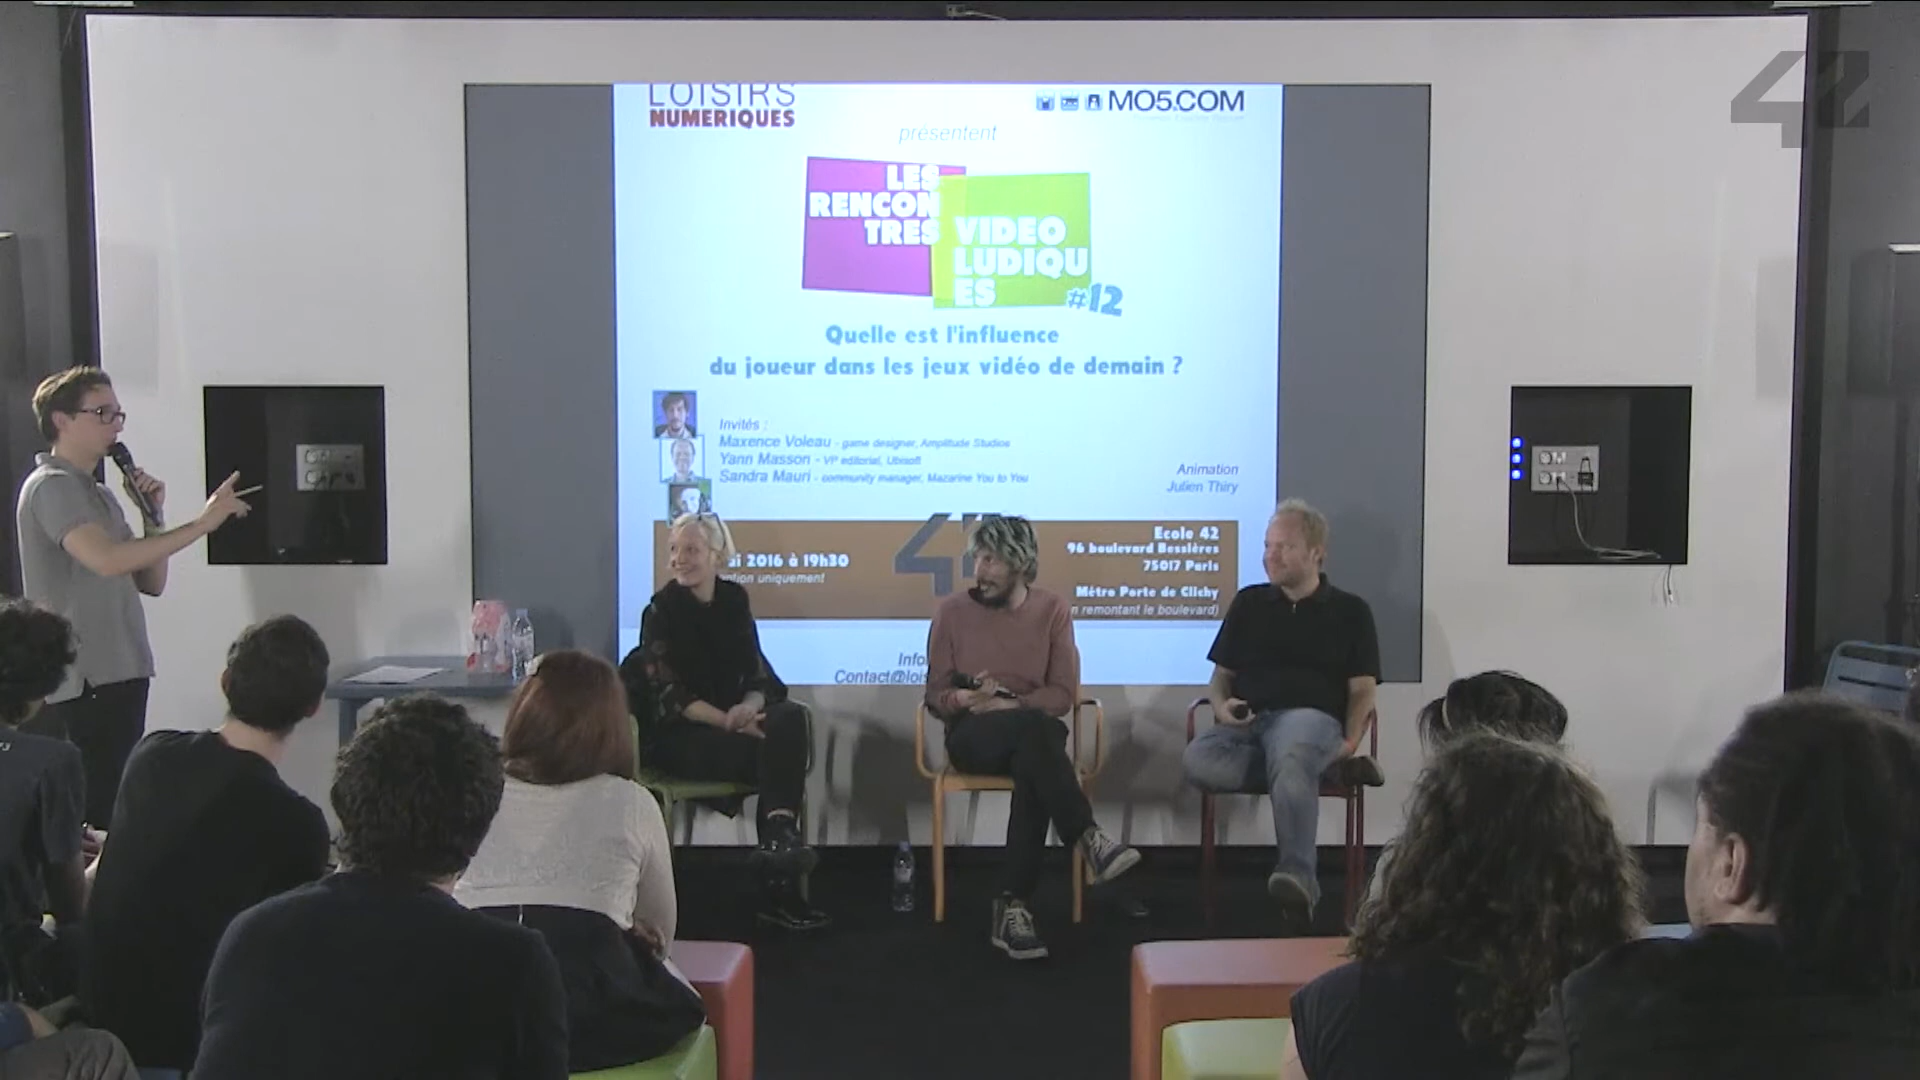 LOISIRS
NUMERIQUES
MO5.COM
présentent
LES
RENCON
TRES
VIDEO
LUDIQU
ES
#12
Quelle est l'influence
du joueur dans les jeux vidéo de demain ?
Invités :
Maxence Voleau - game designer, Amplitude Studios
Yann Masson - VP editorial, Ubisoft
Sandra Mauri - community manager, Mazarine You to You
Animation
Julien Thiry
42
ai 2016 à 19h30
uniquement
Ecole 42
96 boulevard Bessières
75017 Paris
Métro Porte de Clichy
n remontant le boulevard)
Info
Contact@lois
42